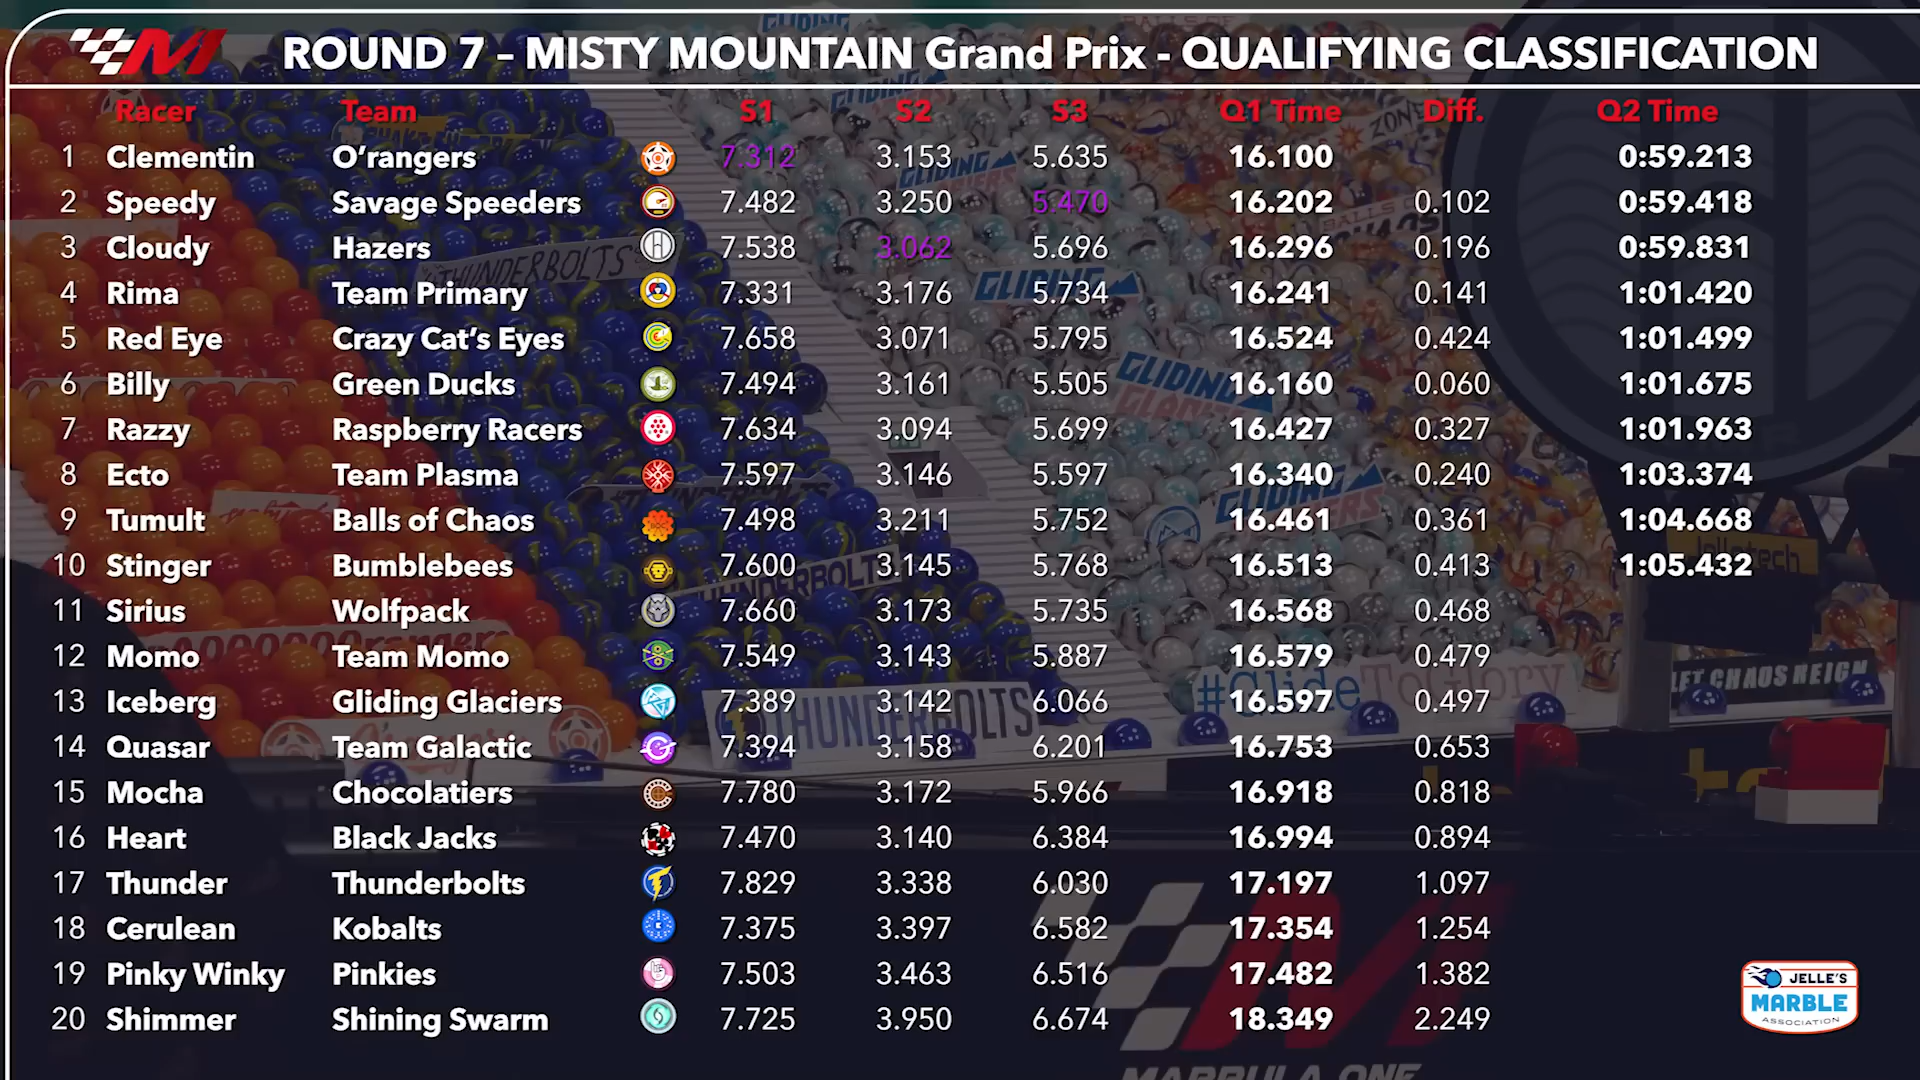 M1 ROUND 7 – MISTY MOUNTAIN Grand Prix - QUALIFYING CLASSIFICATION
Racer Team S1 S2 S3 Q1 Time Diff. Q2 Time
1 Clementin O'rangers 7.312 3.153 5.635 16.100 0:59.213
2 Speedy Savage Speeders 7.482 3.250 5.470 16.202 0.102 0:59.418
3 Cloudy Hazers 7.538 3.062 5.696 16.296 0.196 0:59.831
4 Rima Team Primary 7.331 3.176 5.734 16.241 0.141 1:01.420
5 Red Eye Crazy Cat's Eyes 7.658 3.071 5.795 16.524 0.424 1:01.499
6 Billy Green Ducks 7.494 3.161 5.505 16.160 0.060 1:01.675
7 Razzy Raspberry Racers 7.634 3.094 5.699 16.427 0.327 1:01.963
8 Ecto Team Plasma 7.597 3.146 5.597 16.340 0.240 1:03.374
9 Tumult Balls of Chaos 7.498 3.211 5.752 16.461 0.361 1:04.668
10 Stinger Bumblebees 7.600 3.145 5.768 16.513 0.413 1:05.432
11 Sirius Wolfpack 7.660 3.173 5.735 16.568 0.468
12 Momo Team Momo 7.549 3.143 5.887 16.579 0.479
13 Iceberg Gliding Glaciers 7.389 3.142 6.066 16.597 0.497
14 Quasar Team Galactic 7.394 3.158 6.201 16.753 0.653
15 Mocha Chocolatiers 7.780 3.172 5.966 16.918 0.818
16 Heart Black Jacks 7.470 3.140 6.384 16.994 0.894
17 Thunder Thunderbolts 7.829 3.338 6.030 17.197 1.097
18 Cerulean Kobalts 7.375 3.397 6.582 17.354 1.254
19 Pinky Winky Pinkies 7.503 3.463 6.516 17.482 1.382
20 Shimmer Shining Swarm 7.725 3.950 6.674 18.349 2.249
#THUNDERBOLTS
GLIDING
GLIDING
GLIDING
THUNDERBOLTS
#GlideToGlory
LET CHAOS REIGN
JELLE'S
MARBLE
ASSOCIATION
MARBULA ONE